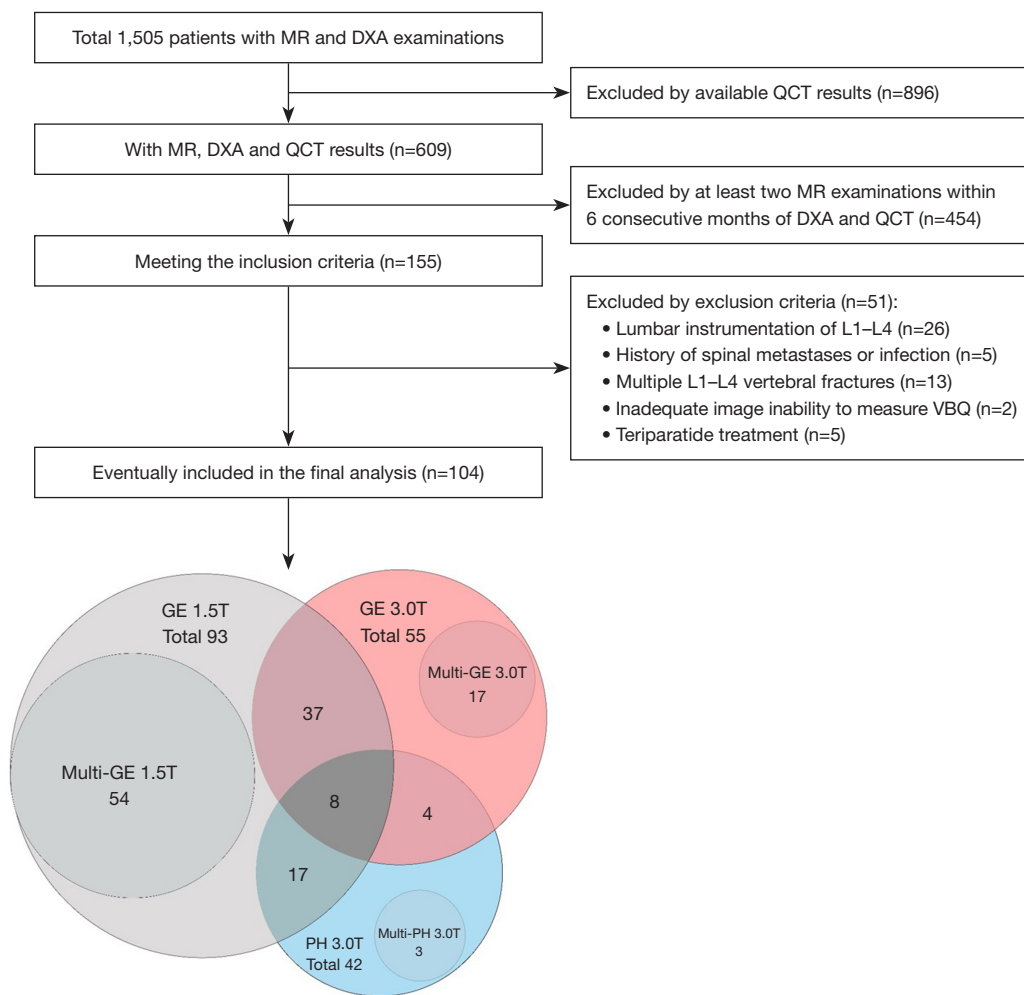 Total 1,505 patients with MR and DXA examinations
Excluded by available QCT results (n=896)
With MR, DXA and QCT results (n=609)
Excluded by at least two MR examinations within
6 consecutive months of DXA and QCT (n=454)
Meeting the inclusion criteria (n=155)
Excluded by exclusion criteria (n=51):
• Lumbar instrumentation of L1–L4 (n=26)
• History of spinal metastases or infection (n=5)
• Multiple L1–L4 vertebral fractures (n=13)
• Inadequate image inability to measure VBQ (n=2)
• Teriparatide treatment (n=5)
Eventually included in the final analysis (n=104)
GE 1.5T
Total 93
GE 3.0T
Total 55
Multi-GE 3.0T
17
37
Multi-GE 1.5T
54
8
4
17
PH 3.0T
Total 42
Multi-PH 3.0T
3